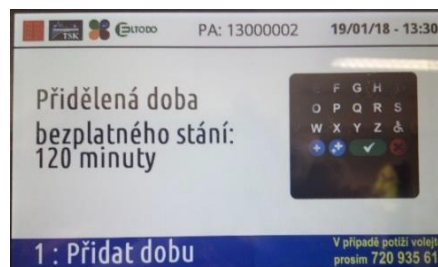 TSK ELTODO PA: 13000002 19/01/18 - 13:30
Přidělená doba
bezplatného stání:
120 minuty
F G H
O P Q R S
W X Y Z
1 : Přidat dobu
V případě potíží volejt
prosím 720 935 61